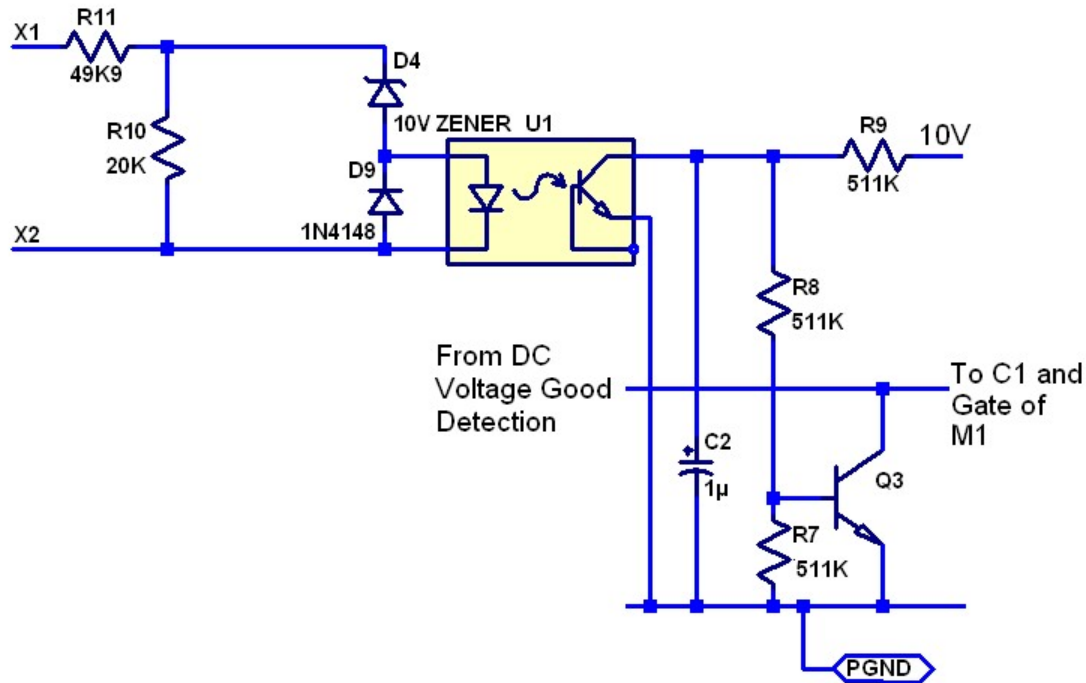 X1
R11
49K9
R10
20K
X2
D4
10V ZENER
U1
D9
1N4148
R9
511K
10V
R8
511K
From DC
Voltage Good
Detection
To C1 and
Gate of
M1
C2
1µ
Q3
R7
511K
PGND